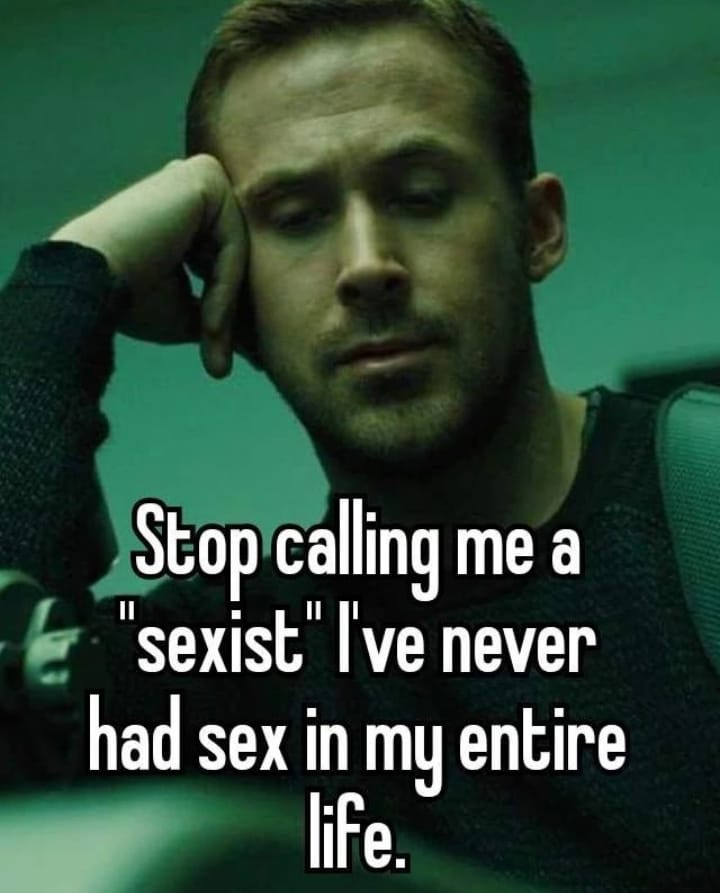 Stop calling me a
"sexist" I've never
had sex in my entire
life.